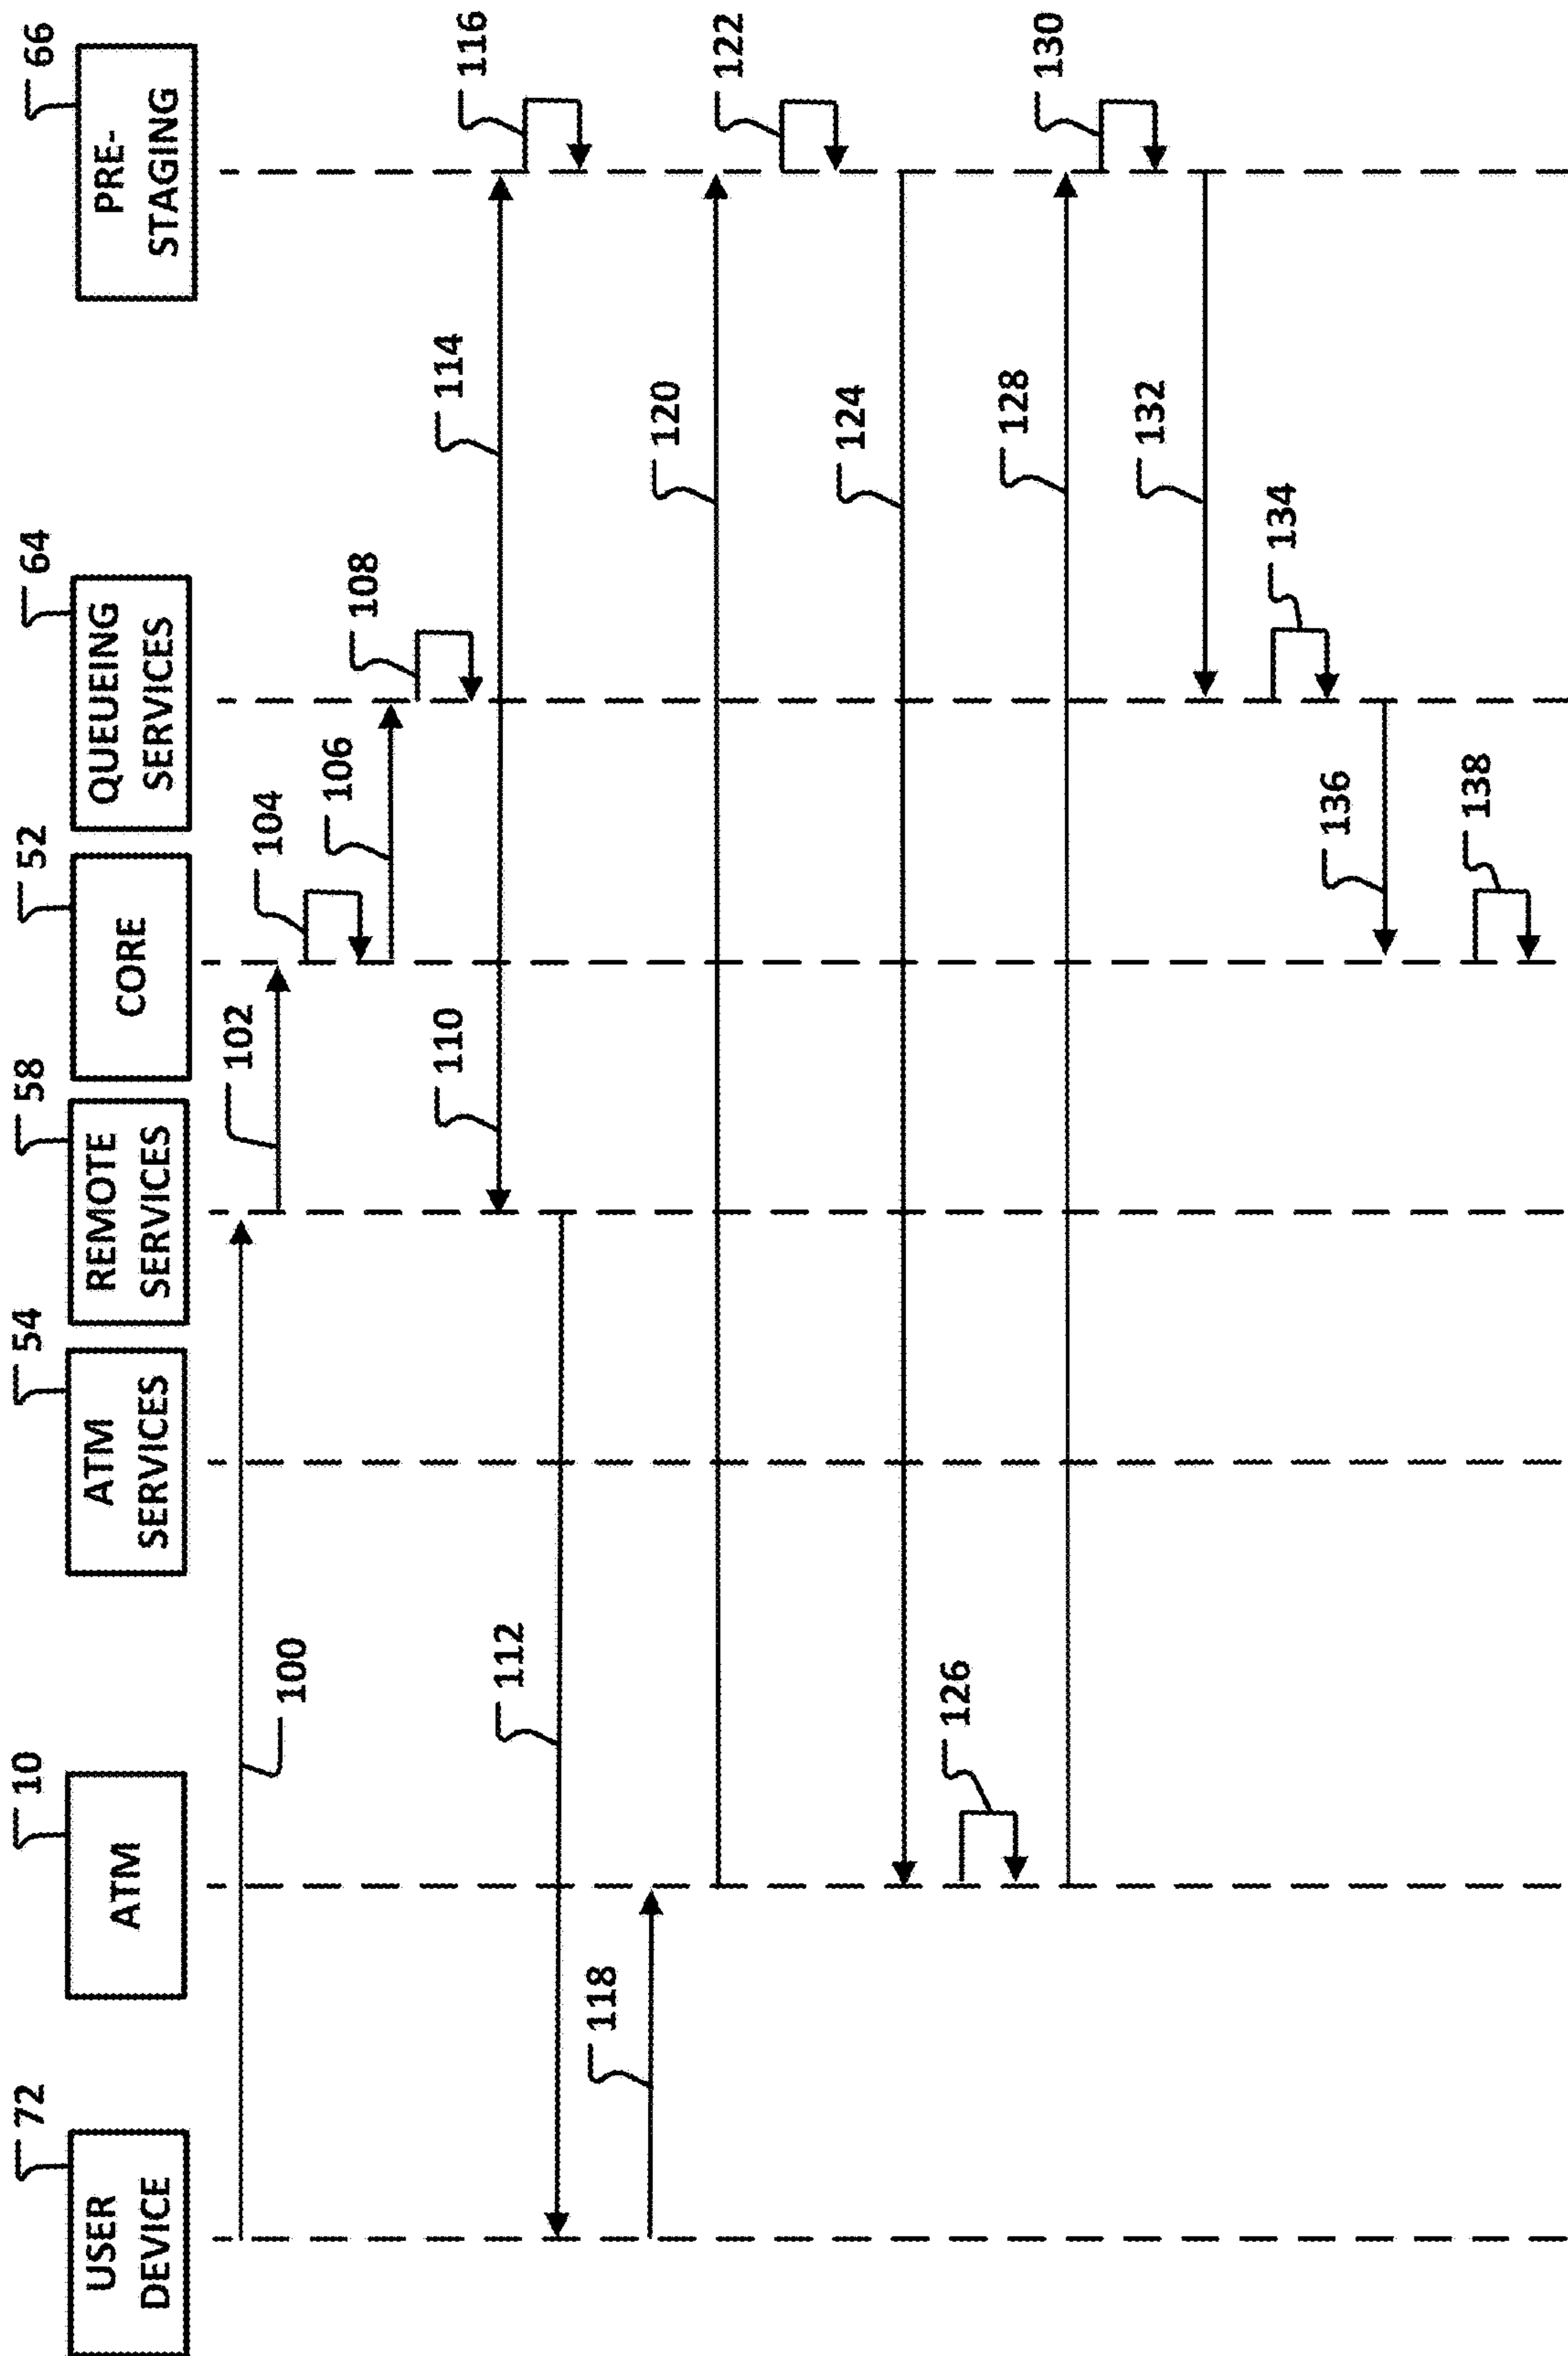 72
USER
DEVICE
10
ATM
54
ATM
SERVICES
58
REMOTE
SERVICES
52
CORE
64
QUEUEING
SERVICES
66
PRE-
STAGING
100
102
104
106
108
110
114
116
112
118
120
122
124
126
128
130
132
134
136
138